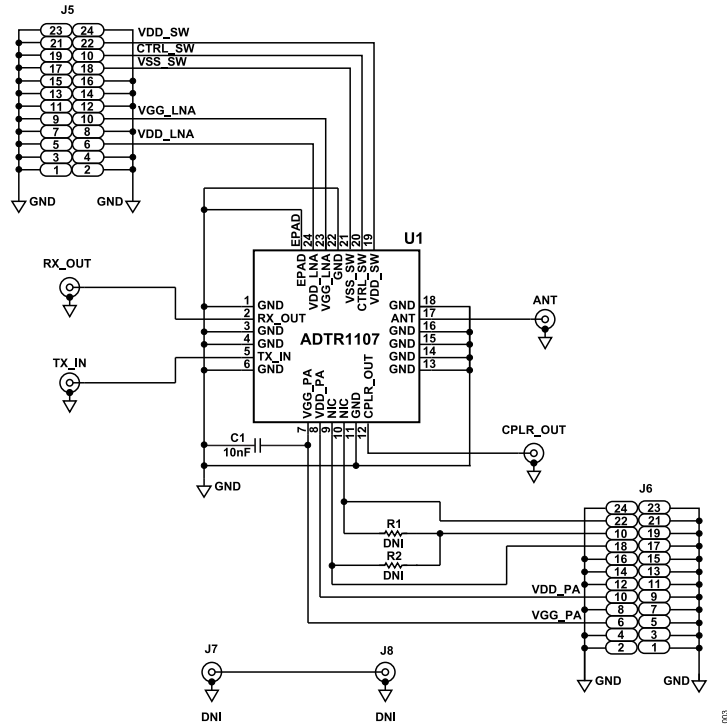 J5
23 24 VDD_SW
21 22
19 10 CTRL_SW
17 18 VSS_SW
15 16
13 14
11 12
9 10 VGG_LNA
7 8
5 6 VDD_LNA
3 4
1 2
GND GND
EPAD 24 23 22 21 20 19
U1
EPAD VDD_LNA VGG_LNA GND VSS_SW CTRL_SW VDD_SW
RX_OUT
1 GND
2 RX_OUT
3 GND
4 GND
5 TX_IN
6 GND
ADTR1107
GND 18
ANT 17
GND 16
GND 15
GND 14
GND 13
ANT
TX_IN
VGG_PA VDD_PA NIC NIC GND CPLR_OUT
7 8 9 10 11 12
C1
10nF
GND
CPLR_OUT
R1
DNI
R2
DNI
J6
24 23
22 21
10 19
18 17
16 15
14 13
12 11
VDD_PA 10 9
8 7
VGG_PA 6 5
4 3
2 1
GND GND
J7 J8
DNI DNI
003